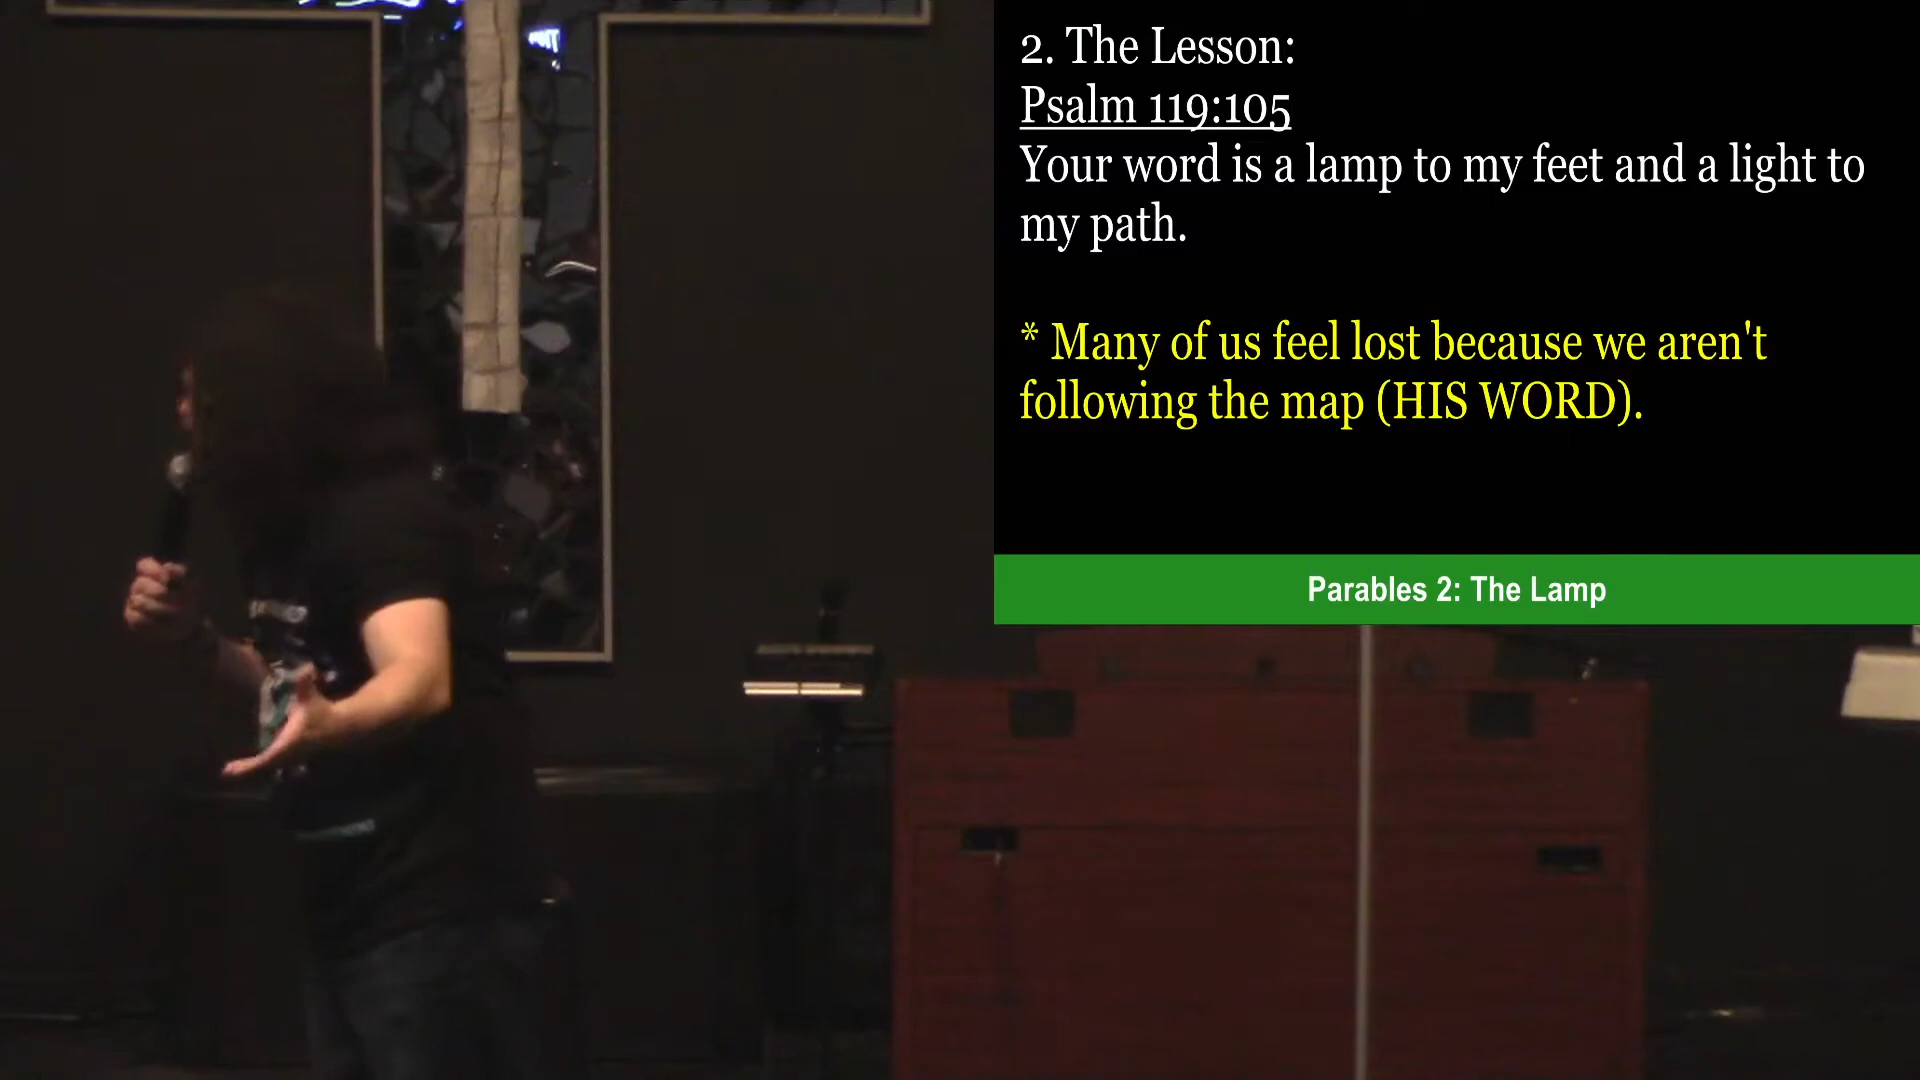 2. The Lesson:
Psalm 119:105
Your word is a lamp to my feet and a light to
my path.
* Many of us feel lost because we aren't
following the map (HIS WORD).
Parables 2: The Lamp